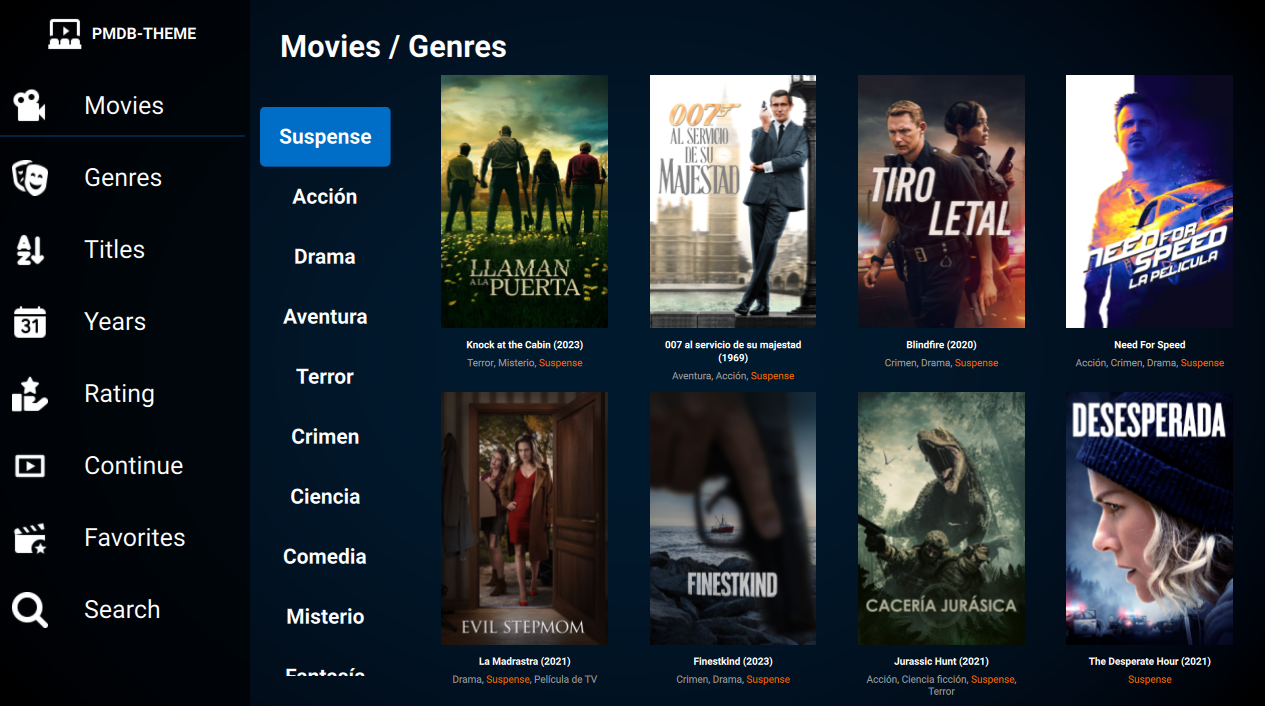 PMDB-THEME
Movies
Genres
Titles
31
Years
Rating
Continue
Favorites
Search
Movies / Genres
Suspense
Acción
Drama
Aventura
Terror
Crimen
Ciencia
Comedia
Misterio
Fantasía
LLAMAN
A LA PUERTA
Knock at the Cabin (2023)
Terror, Misterio, Suspense
007
AL SERVICIO
DE SU
MAJESTAD
007 al servicio de su majestad
(1969)
Aventura, Acción, Suspense
TIRO
LETAL
Blindfire (2020)
Crimen, Drama, Suspense
NEED FOR
SPEED
LA PELÍCULA
Need For Speed
Acción, Crimen, Drama, Suspense
EVIL STEPMOM
La Madrastra (2021)
Drama, Suspense, Película de TV
FINESTKIND
Finestkind (2023)
Crimen, Drama, Suspense
CACERÍA JURÁSICA
Jurassic Hunt (2021)
Acción, Ciencia ficción, Suspense,
Terror
DESESPERADA
The Desperate Hour (2021)
Suspense